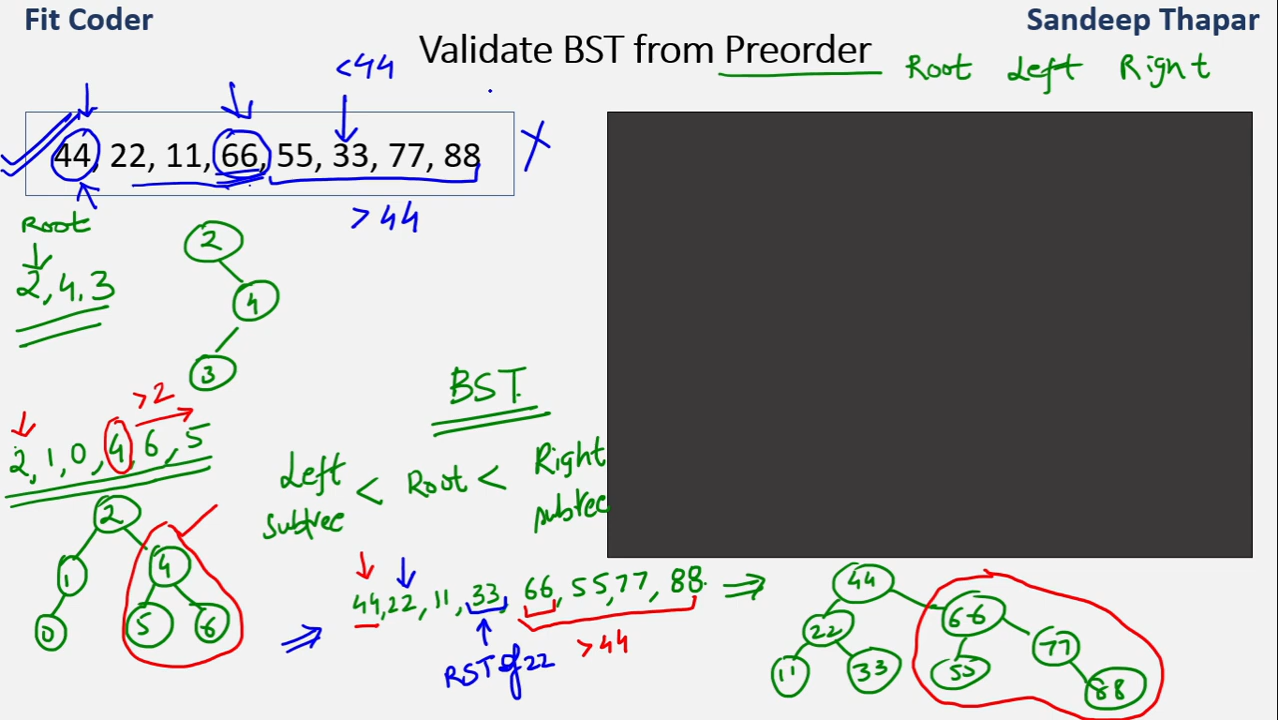 Fit Coder
Sandeep Thapar
Validate BST from Preorder
Root Left Right
<44
44, 22, 11, 66, 55, 33, 77, 88
>44
Root
2,4,3
2
4
3
>2
2,1,0,4,6,5
BST
Left subtree < Root < Right subtree
2
1
4
0
5
6
44,22,11,33,66,55,77,88
>44
RST of 22
44
22
66
11
33
55
77
88